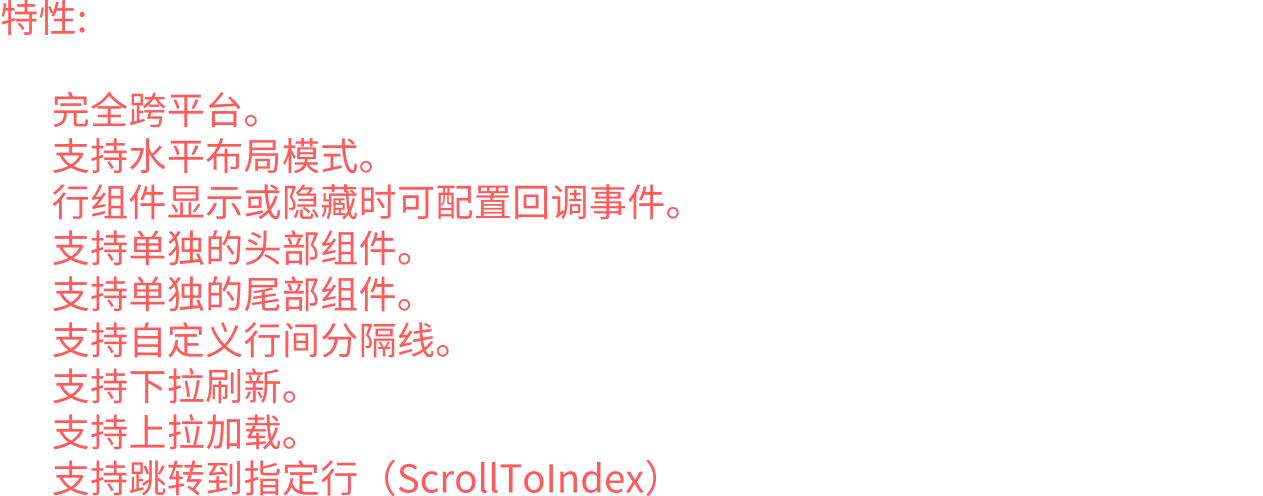 特性:
完全跨平台。
支持水平布局模式。
行组件显示或隐藏时可配置回调事件。
支持单独的头部组件。
支持单独的尾部组件。
支持自定义行间分隔线。
支持下拉刷新。
支持上拉加载。
支持跳转到指定行（ScrollToIndex）